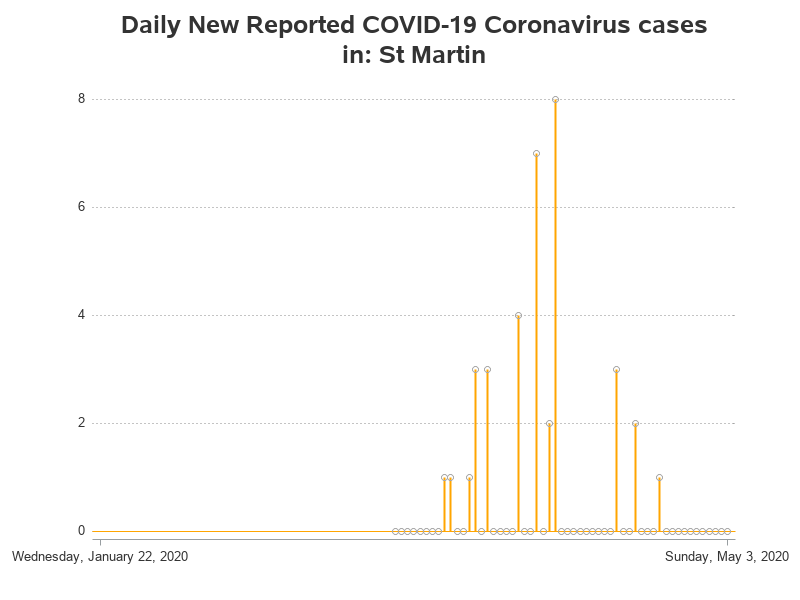 Daily New Reported COVID-19 Coronavirus cases
in: St Martin
8
6
4
2
0
Wednesday, January 22, 2020
Sunday, May 3, 2020